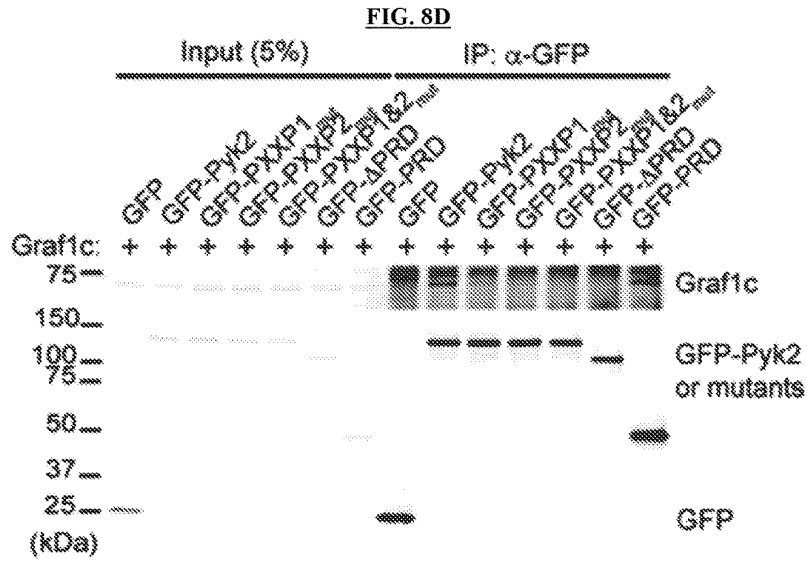 FIG. 8D
Input (5%) IP: α-GFP
GFP GFP-Pyk2 GFP-PXXP1mut GFP-PXXP2mut GFP-PXXP1&2mut GFP-ΔPRD GFP-PRD GFP GFP-Pyk2 GFP-PXXP1mut GFP-PXXP2mut GFP-PXXP1&2mut GFP-ΔPRD GFP-PRD
Graf1c: + + + + + + + + + + + + + +
75 Graf1c
150
100 GFP-Pyk2
75 or mutants
50
37
25 GFP
(kDa)